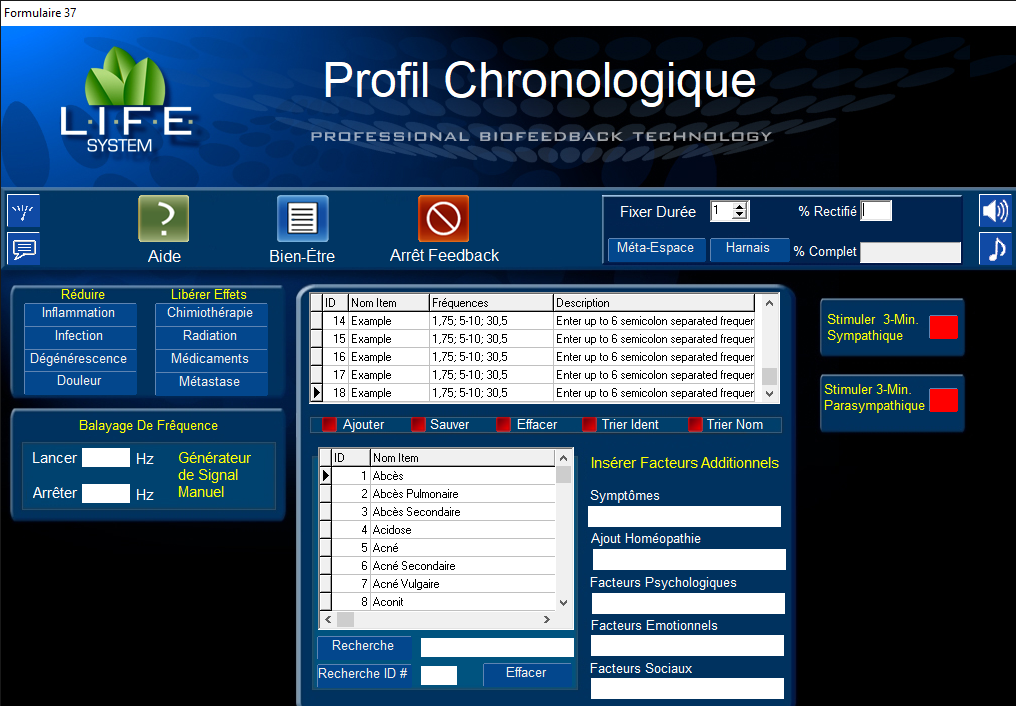 Formulaire 37
Profil Chronologique
L·I·F·E
SYSTEM
PROFESSIONAL BIOFEEDBACK TECHNOLOGY
Aide
Bien-Être
Arrêt Feedback
Fixer Durée 1 % Rectifié
Méta-Espace Harnais % Complet
Réduire Libérer Effets
Inflammation Chimiothérapie
Infection Radiation
Dégénérescence Médicaments
Douleur Métastase
Balayage De Frêquence
Lancer Hz Générateur
de Signal
Arrêter Hz Manuel
ID Nom Item Fréquences Description
14 Example 1,75; 5-10; 30,5 Enter up to 6 semicolon separated frequer
15 Example 1,75; 5-10; 30,5 Enter up to 6 semicolon separated frequer
16 Example 1,75; 5-10; 30,5 Enter up to 6 semicolon separated frequer
17 Example 1,75; 5-10; 30,5 Enter up to 6 semicolon separated frequer
18 Example 1,75; 5-10; 30,5 Enter up to 6 semicolon separated frequer
Ajouter Sauver Effacer Trier Ident Trier Nom
ID Nom Item
1 Abcès
2 Abcès Pulmonaire
3 Abcès Secondaire
4 Acidose
5 Acné
6 Acné Secondaire
7 Acné Vulgaire
8 Aconit
Recherche
Recherche ID # Effacer
Insérer Facteurs Additionnels
Symptômes
Ajout Homéopathie
Facteurs Psychologiques
Facteurs Emotionnels
Facteurs Sociaux
Stimuler 3-Min.
Sympathique
Stimuler 3-Min.
Parasympathique